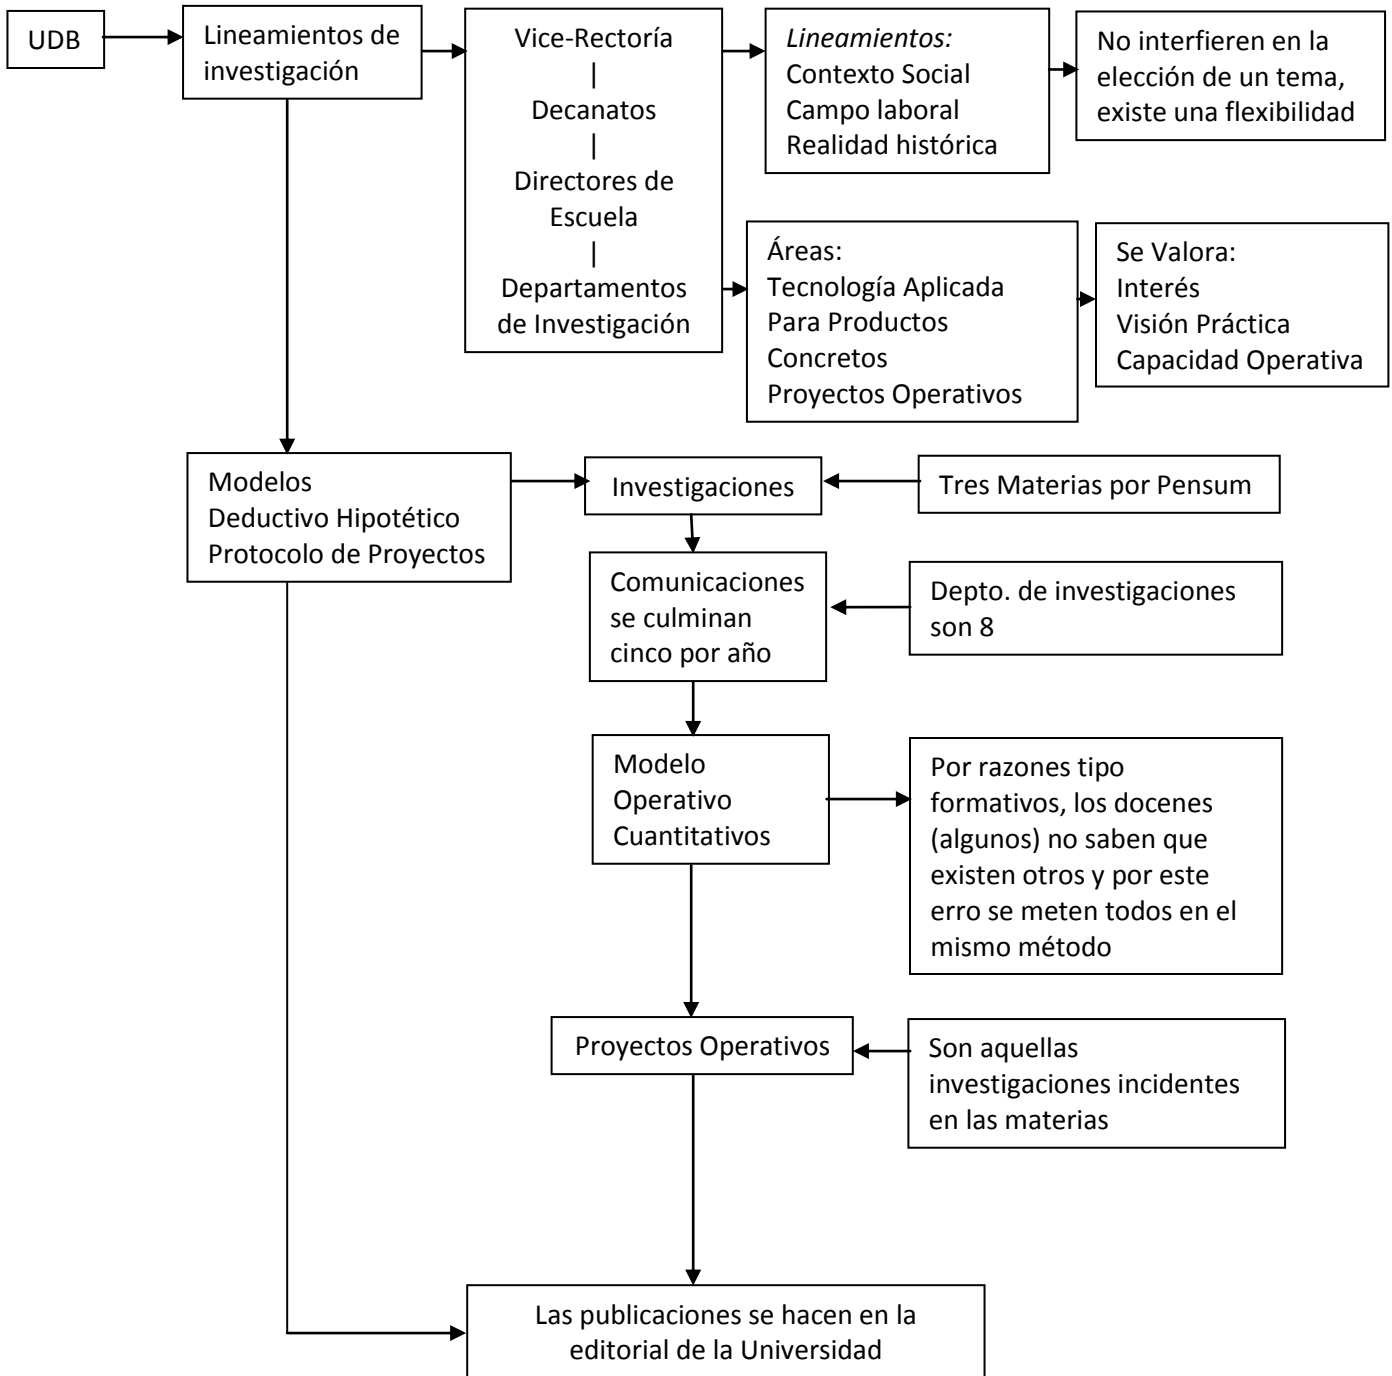 UDB
Lineamientos de
investigación
Vice-Rectoría
|
Decanatos
|
Directores de
Escuela
|
Departamentos
de Investigación
Lineamientos:
Contexto Social
Campo laboral
Realidad histórica
No interfieren en la
elección de un tema,
existe una flexibilidad
Áreas:
Tecnología Aplicada
Para Productos
Concretos
Proyectos Operativos
Se Valora:
Interés
Visión Práctica
Capacidad Operativa
Modelos
Deductivo Hipotético
Protocolo de Proyectos
Investigaciones
Tres Materias por Pensum
Comunicaciones
se culminan
cinco por año
Depto. de investigaciones
son 8
Modelo
Operativo
Cuantitativos
Por razones tipo
formativos, los docenes
(algunos) no saben que
existen otros y por este
erro se meten todos en el
mismo método
Proyectos Operativos
Son aquellas
investigaciones incidentes
en las materias
Las publicaciones se hacen en la
editorial de la Universidad